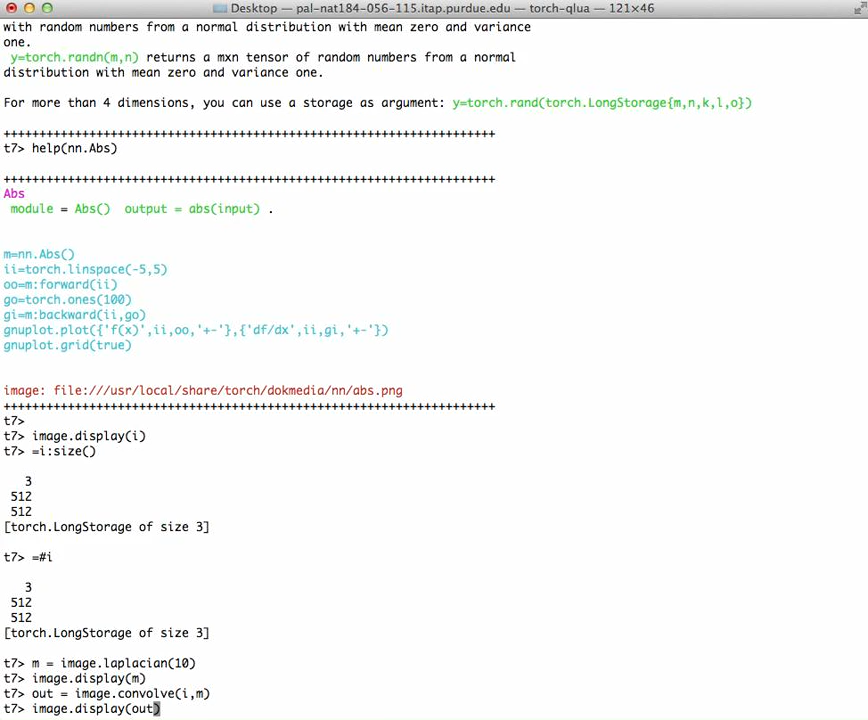 Desktop — pal-nat184-056-115.itap.purdue.edu — torch-qlua — 121×46
with random numbers from a normal distribution with mean zero and variance
one.
y=torch.randn(m,n) returns a mxn tensor of random numbers from a normal
distribution with mean zero and variance one.
For more than 4 dimensions, you can use a storage as argument: y=torch.rand(torch.LongStorage{m,n,k,l,o})
++++++++++++++++++++++++++++++++++++++++++++++++++++++++++++++++++++
t7> help(nn.Abs)
++++++++++++++++++++++++++++++++++++++++++++++++++++++++++++++++++++
Abs
module = Abs()  output = abs(input) .
m=nn.Abs()
ii=torch.linspace(-5,5)
oo=m:forward(ii)
go=torch.ones(100)
gi=m:backward(ii,go)
gnuplot.plot({'f(x)',ii,oo,'+-'},{'df/dx',ii,gi,'+-'})
gnuplot.grid(true)
image: file:///usr/local/share/torch/dokmedia/nn/abs.png
++++++++++++++++++++++++++++++++++++++++++++++++++++++++++++++++++++
t7>
t7> image.display(i)
t7> =i:size()
3
512
512
[torch.LongStorage of size 3]
t7> =#i
3
512
512
[torch.LongStorage of size 3]
t7> m = image.laplacian(10)
t7> image.display(m)
t7> out = image.convolve(i,m)
t7> image.display(out)